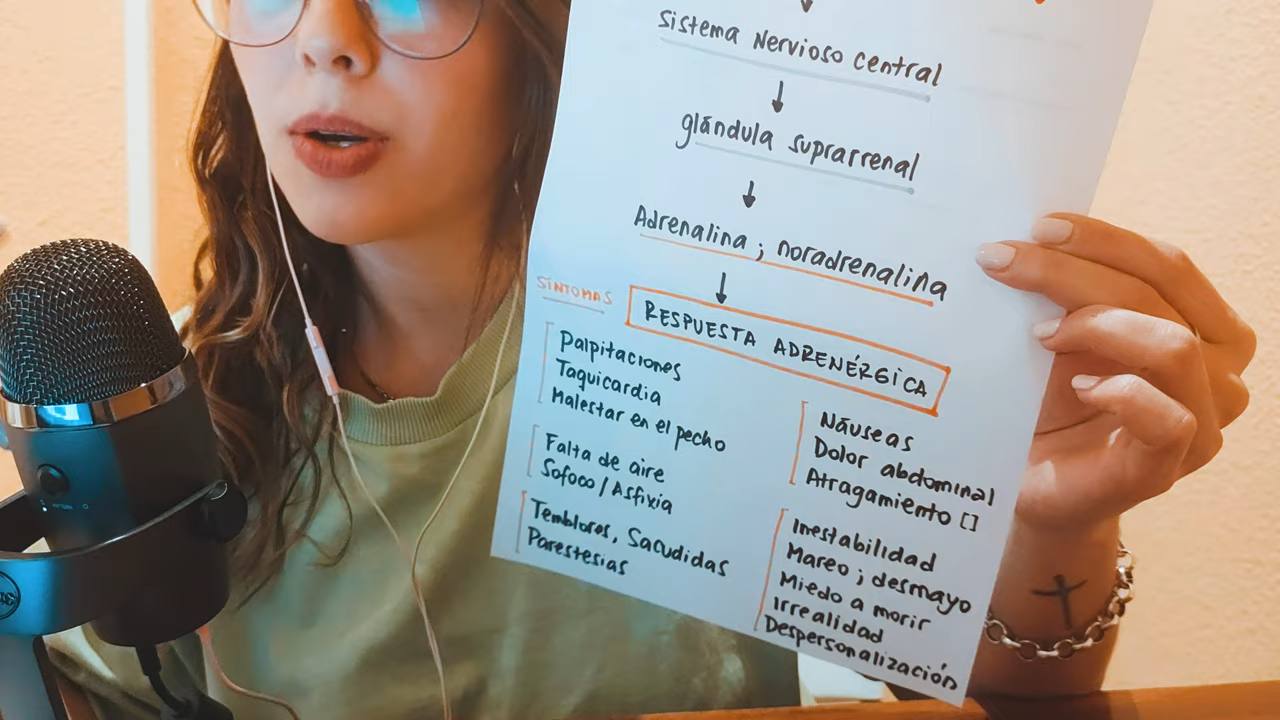 Sistema Nervioso central
glándula suprarrenal
Adrenalina ; noradrenalina
SÍNTOMAS
RESPUESTA ADRENÉRGICA
Palpitaciones
Taquicardia
Malestar en el pecho
Falta de aire
Sofoco / Asfixia
Temblores, Sacudidas
Parestesias
Náuseas
Dolor abdominal
Atragamiento []
Inestabilidad
Mareo ; desmayo
Miedo a morir
Irrealidad
Despersonalización